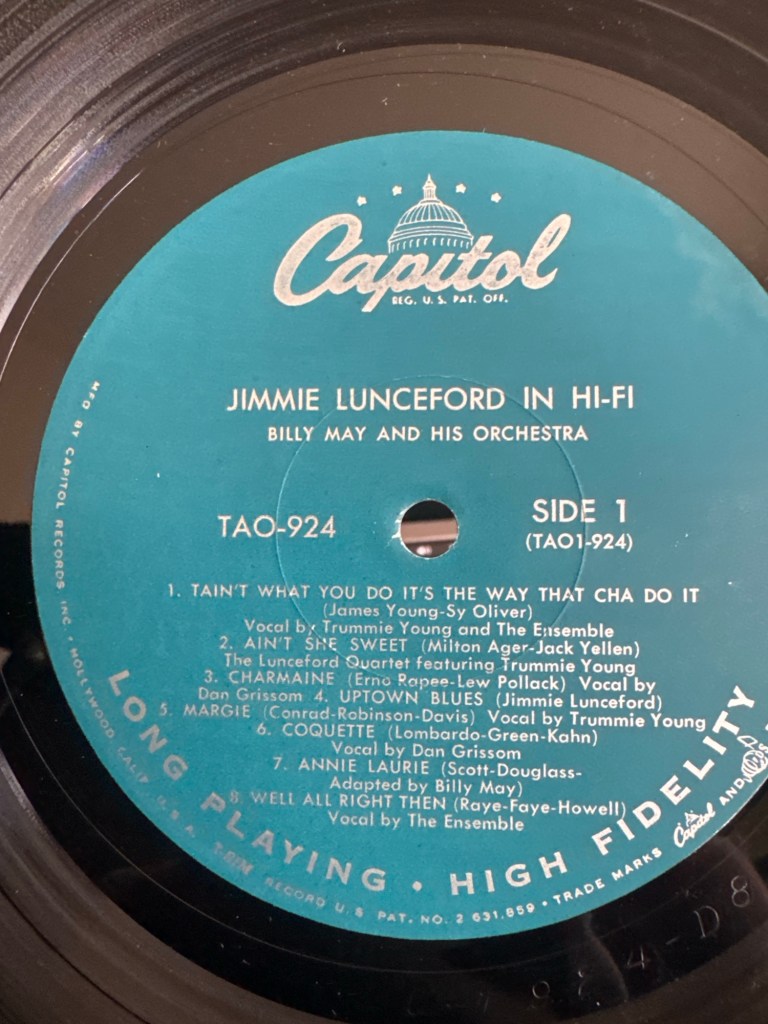 Capitol
REG. U.S. PAT. OFF.
JIMMIE LUNCEFORD IN HI-FI
BILLY MAY AND HIS ORCHESTRA
TAO-924
SIDE 1
(TAO1-924)
1. TAIN'T WHAT YOU DO IT'S THE WAY THAT CHA DO IT
(James Young-Sy Oliver)
Vocal by Trummie Young and The Ensemble
2. AIN'T SHE SWEET (Milton Ager-Jack Yellen)
The Lunceford Quartet featuring Trummie Young
3. CHARMAINE (Erno Rapee-Lew Pollack) Vocal by
Dan Grissom 4. UPTOWN BLUES (Jimmie Lunceford)
5. MARGIE (Conrad-Robinson-Davis) Vocal by Trummie Young
6. COQUETTE (Lombardo-Green-Kahn)
Vocal by Dan Grissom
7. ANNIE LAURIE (Scott-Douglass-
Adapted by Billy May)
8. WELL ALL RIGHT THEN (Raye-Faye-Howell)
Vocal by The Ensemble
LONG PLAYING • HIGH FIDELITY
MFG BY CAPITOL RECORDS INC. • HOLLYWOOD, CALIF. U.S.A. RECORD U.S. PAT. NO. 2 631,859 • TRADE MARKS Capitol AND
4-D8